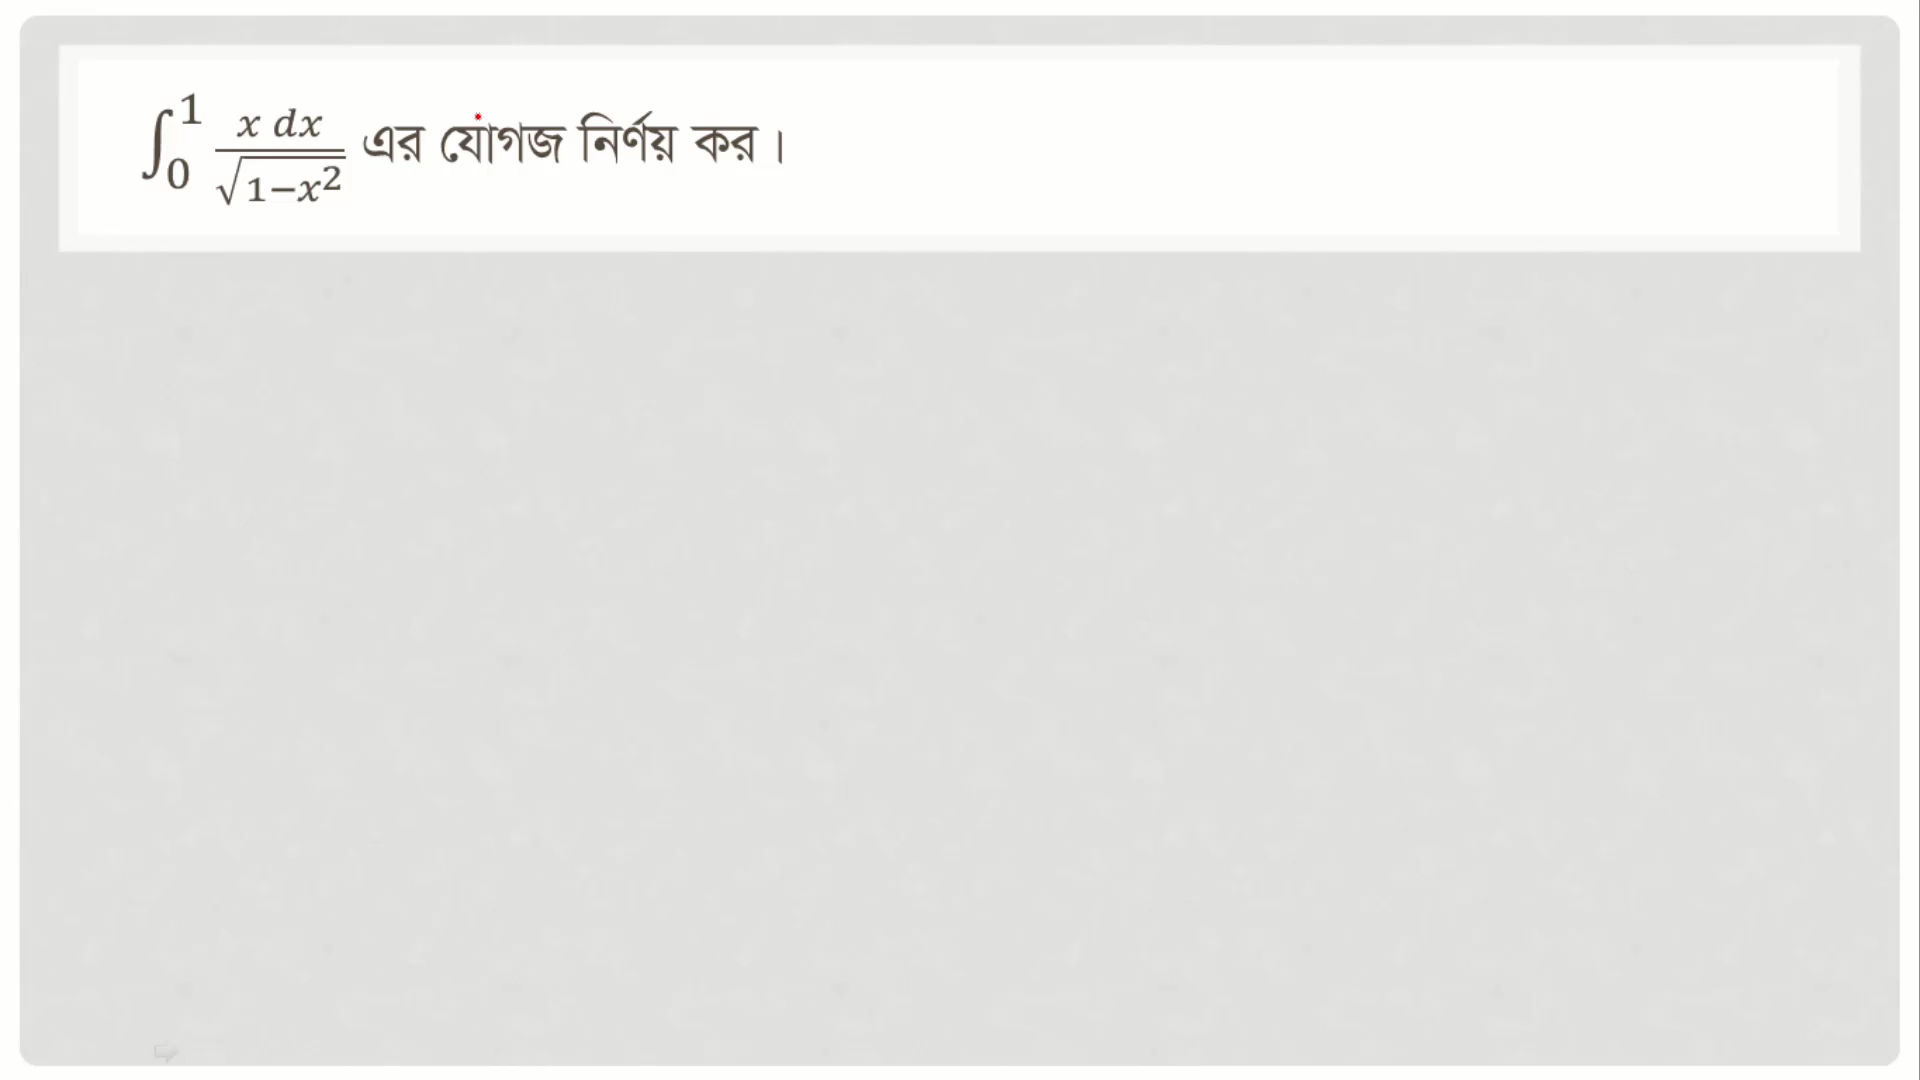 ∫₀¹ x dx / √(1−x²) এর যোগজ নির্ণয় কর।